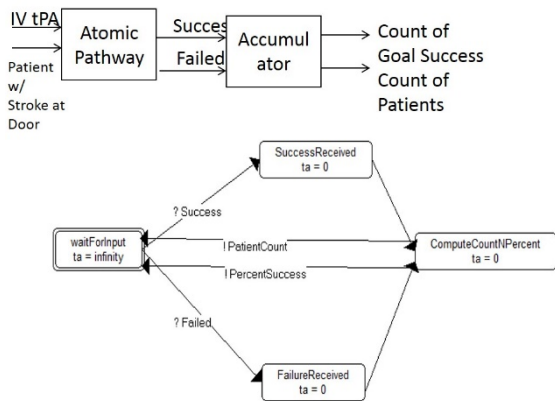 IV tPA
Patient
w/
Stroke at
Door
Atomic
Pathway
Succes
Failed
Accumul
ator
Count of
Goal Success
Count of
Patients
SuccessReceived
ta = 0
? Success
waitForInput
ta = infinity
! PatientCount
! PercentSuccess
ComputeCountNPercent
ta = 0
? Failed
FailureReceived
ta = 0